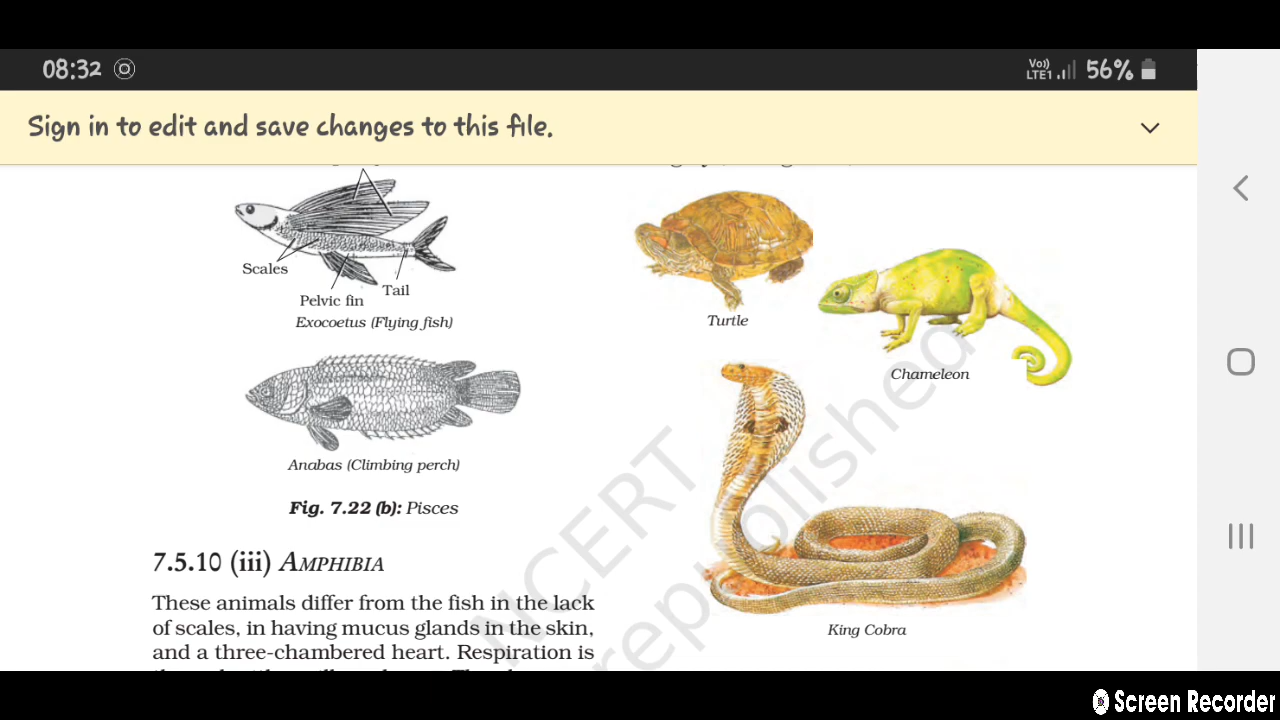 08:32
Vo)) LTE1 56%
Sign in to edit and save changes to this file.
Scales
Pelvic fin
Tail
Exocoetus (Flying fish)
Anabas (Climbing perch)
Fig. 7.22 (b): Pisces
7.5.10 (iii) AMPHIBIA
These animals differ from the fish in the lack
of scales, in having mucus glands in the skin,
and a three-chambered heart. Respiration is
Turtle
Chameleon
King Cobra
NCERT
republished
Screen Recorder